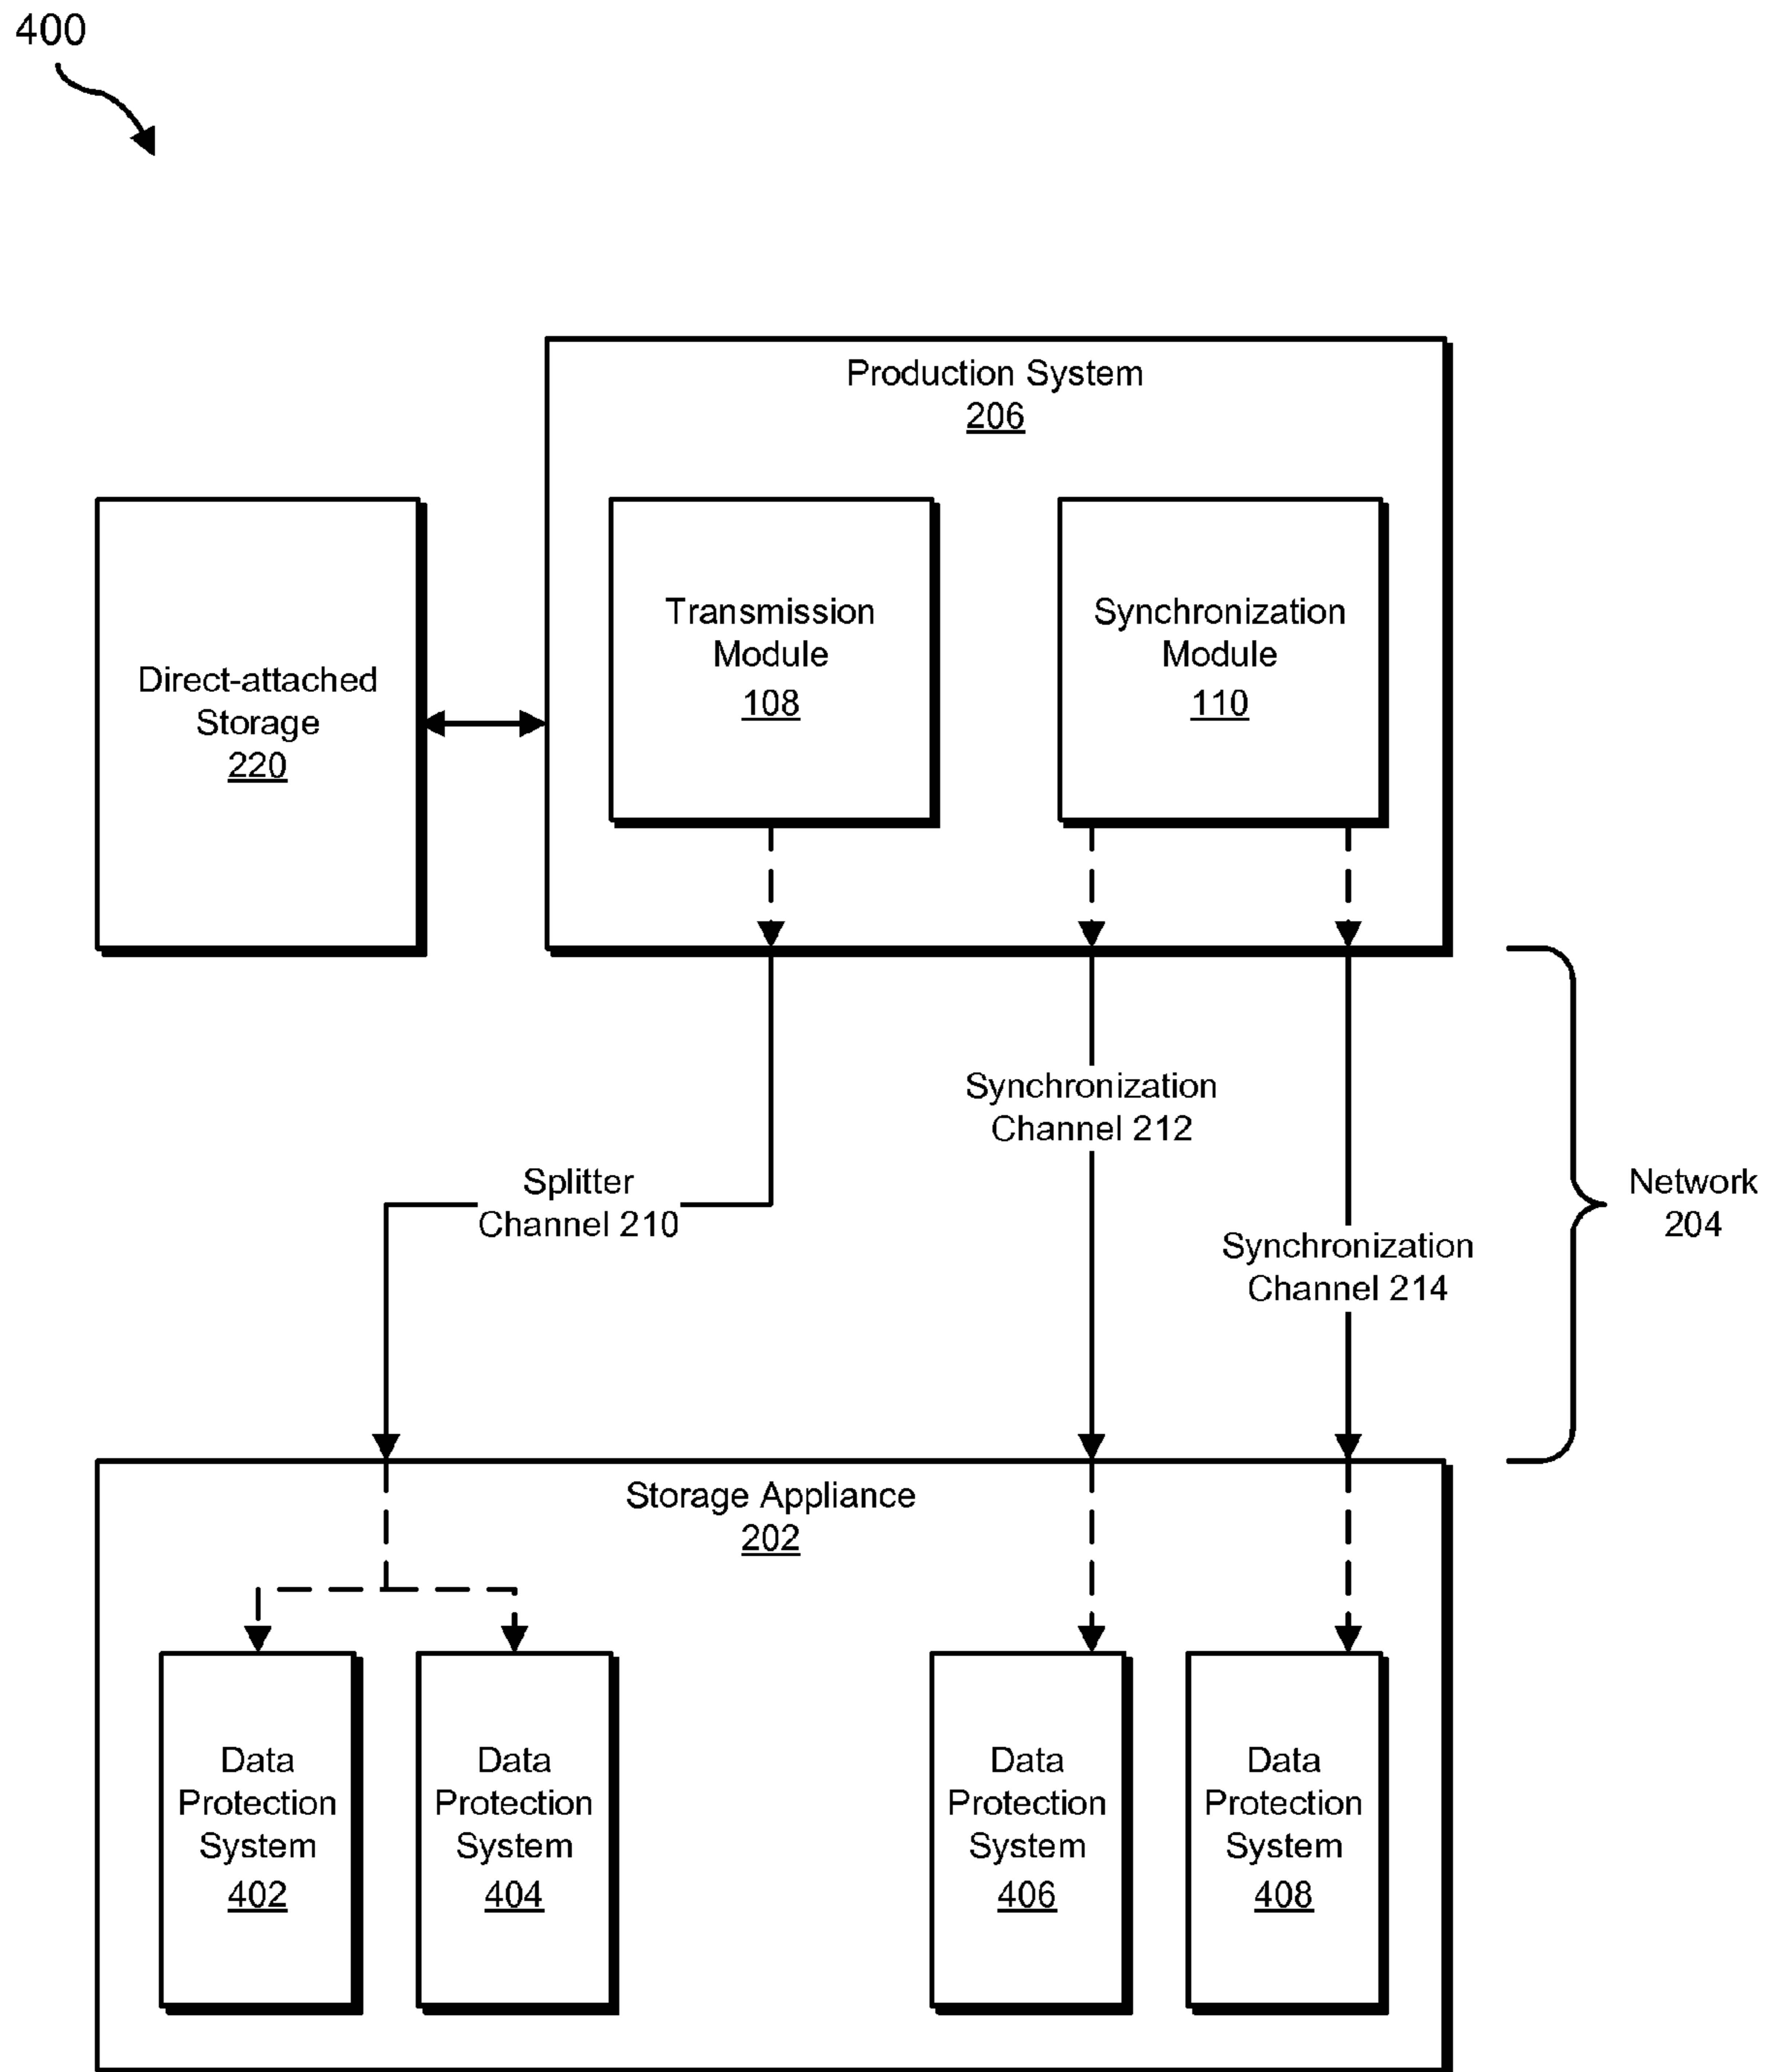 400
Production System
206
Transmission
Module
108
Synchronization
Module
110
Direct-attached
Storage
220
Synchronization
Channel 212
Splitter
Channel 210
Synchronization
Channel 214
Network
204
Storage Appliance
202
Data
Protection
System
402
Data
Protection
System
404
Data
Protection
System
406
Data
Protection
System
408